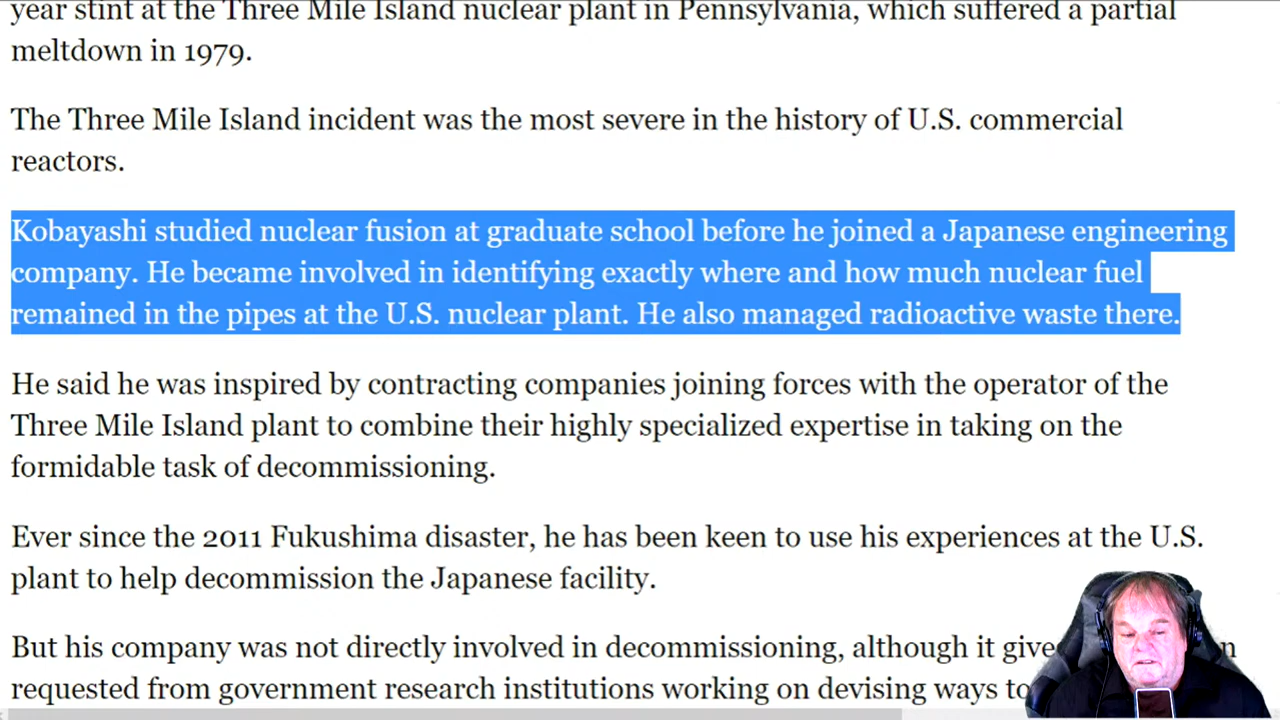 year stint at the Three Mile Island nuclear plant in Pennsylvania, which suffered a partial
meltdown in 1979.
The Three Mile Island incident was the most severe in the history of U.S. commercial
reactors.
Kobayashi studied nuclear fusion at graduate school before he joined a Japanese engineering
company. He became involved in identifying exactly where and how much nuclear fuel
remained in the pipes at the U.S. nuclear plant. He also managed radioactive waste there.
He said he was inspired by contracting companies joining forces with the operator of the
Three Mile Island plant to combine their highly specialized expertise in taking on the
formidable task of decommissioning.
Ever since the 2011 Fukushima disaster, he has been keen to use his experiences at the U.S.
plant to help decommission the Japanese facility.
But his company was not directly involved in decommissioning, although it give
requested from government research institutions working on devising ways to